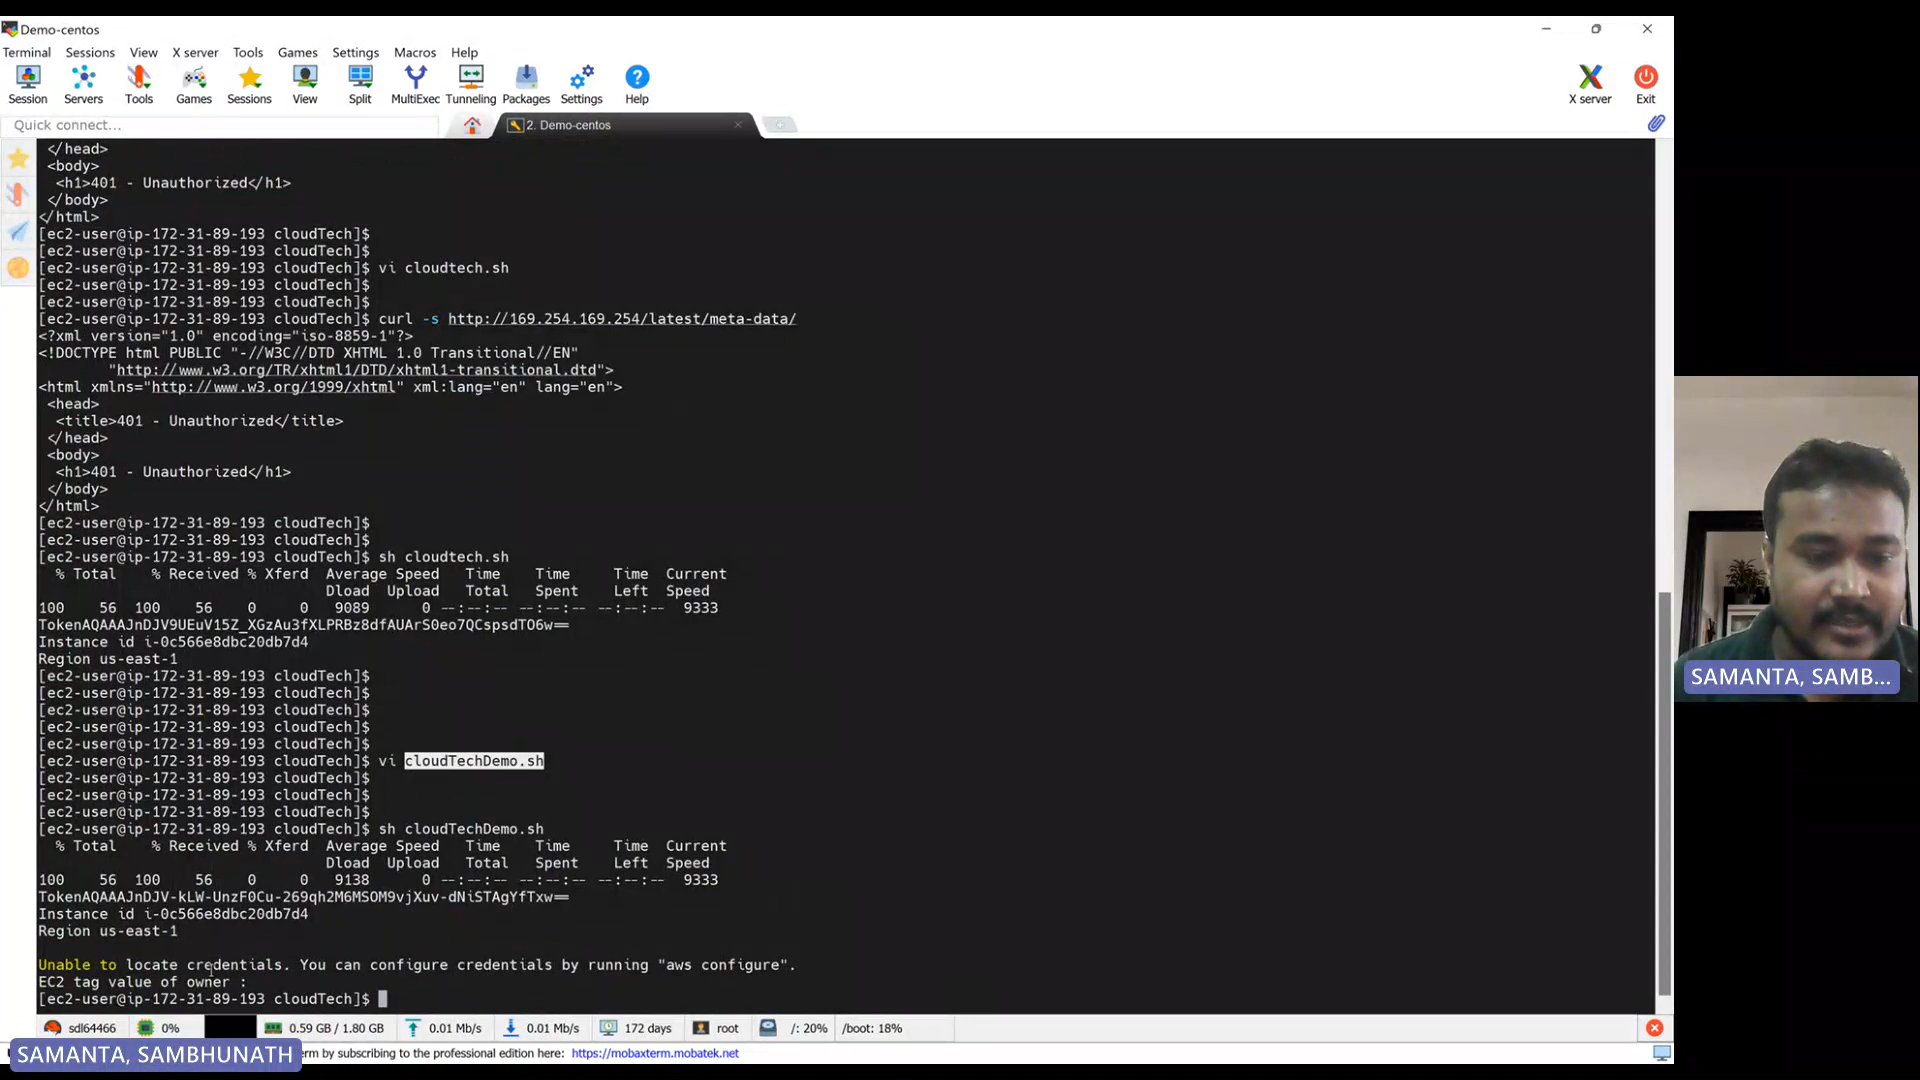 Demo-centos
Terminal Sessions View X server Tools Games Settings Macros Help
Session Servers Tools Games Sessions View Split MultiExec Tunneling Packages Settings Help X server Exit
Quick connect...
2. Demo-centos
</head>
<body>
<h1>401 - Unauthorized</h1>
</body>
</html>
[ec2-user@ip-172-31-89-193 cloudTech]$
[ec2-user@ip-172-31-89-193 cloudTech]$
[ec2-user@ip-172-31-89-193 cloudTech]$ vi cloudtech.sh
[ec2-user@ip-172-31-89-193 cloudTech]$
[ec2-user@ip-172-31-89-193 cloudTech]$
[ec2-user@ip-172-31-89-193 cloudTech]$ curl -s http://169.254.169.254/latest/meta-data/
<?xml version="1.0" encoding="iso-8859-1"?>
<!DOCTYPE html PUBLIC "-//W3C//DTD XHTML 1.0 Transitional//EN"
"http://www.w3.org/TR/xhtml1/DTD/xhtml1-transitional.dtd">
<html xmlns="http://www.w3.org/1999/xhtml" xml:lang="en" lang="en">
<head>
<title>401 - Unauthorized</title>
</head>
<body>
<h1>401 - Unauthorized</h1>
</body>
</html>
[ec2-user@ip-172-31-89-193 cloudTech]$
[ec2-user@ip-172-31-89-193 cloudTech]$
[ec2-user@ip-172-31-89-193 cloudTech]$ sh cloudtech.sh
% Total % Received % Xferd Average Speed Time Time Time Current
Dload Upload Total Spent Left Speed
100 56 100 56 0 0 9089 0 --:--:-- --:--:-- --:--:-- 9333
TokenAQAAAJnDJV9UEuV15Z_XGzAu3fXLPRBz8dfAUArS0eo7QCspsdTO6w==
Instance id i-0c566e8dbc20db7d4
Region us-east-1
[ec2-user@ip-172-31-89-193 cloudTech]$
[ec2-user@ip-172-31-89-193 cloudTech]$
[ec2-user@ip-172-31-89-193 cloudTech]$
[ec2-user@ip-172-31-89-193 cloudTech]$
[ec2-user@ip-172-31-89-193 cloudTech]$
[ec2-user@ip-172-31-89-193 cloudTech]$ vi cloudTechDemo.sh
[ec2-user@ip-172-31-89-193 cloudTech]$
[ec2-user@ip-172-31-89-193 cloudTech]$
[ec2-user@ip-172-31-89-193 cloudTech]$
[ec2-user@ip-172-31-89-193 cloudTech]$ sh cloudTechDemo.sh
% Total % Received % Xferd Average Speed Time Time Time Current
Dload Upload Total Spent Left Speed
100 56 100 56 0 0 9138 0 --:--:-- --:--:-- --:--:-- 9333
TokenAQAAAJnDJV-kLW-UnzF0Cu-269qh2M6MSOM9vjXuv-dNiSTAgYfTxw==
Instance id i-0c566e8dbc20db7d4
Region us-east-1
Unable to locate credentials. You can configure credentials by running "aws configure".
EC2 tag value of owner :
[ec2-user@ip-172-31-89-193 cloudTech]$
sdl64466 0% 0.59 GB / 1.80 GB 0.01 Mb/s 0.01 Mb/s 172 days root /: 20% /boot: 18%
term by subscribing to the professional edition here: https://mobaxterm.mobatek.net
SAMANTA, SAMBHUNATH
SAMANTA, SAMB...